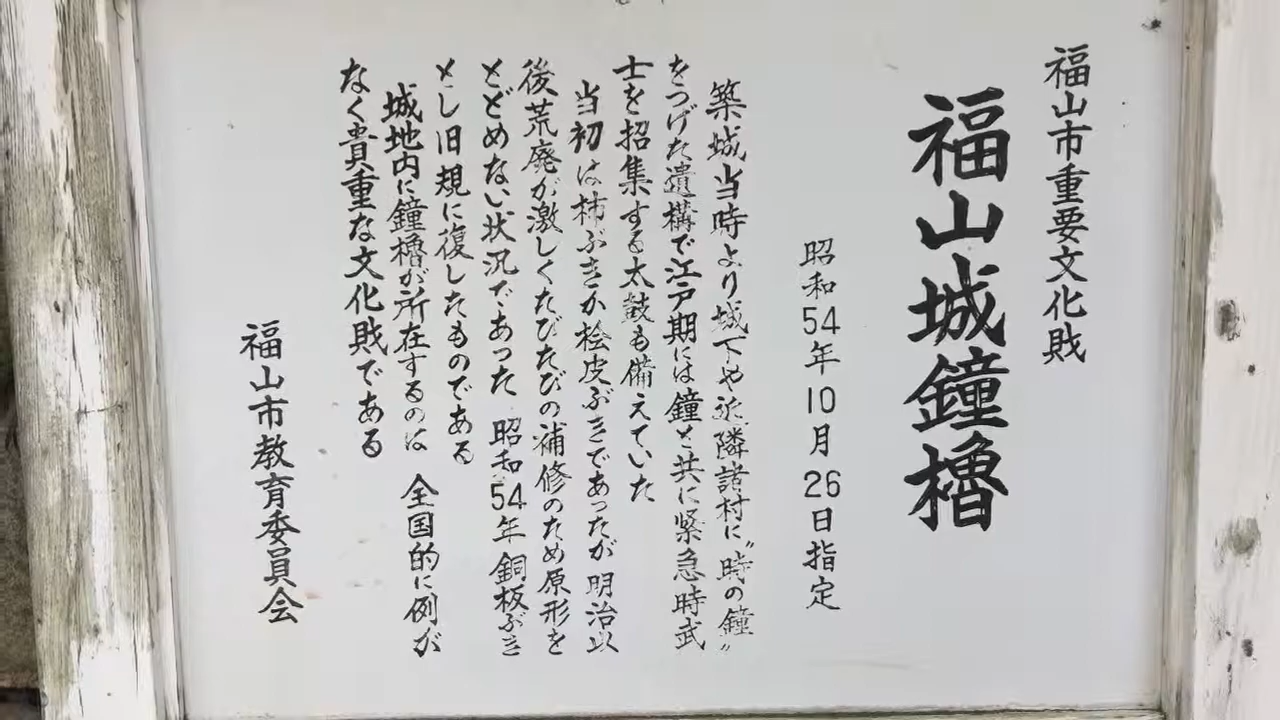 福山市重要文化財
福山城鐘櫓
昭和54年10月26日指定
築城当時より城下や近隣諸村に〝時の鐘〟
をつげた遺構で江戸期には鐘と共に緊急時武
士を招集する太鼓も備えていた
当初は柿ぶきか桧皮ぶきであったが 明治以
後荒廃が激しくたびたびの補修のため原形を
とどめない状況であった 昭和54年 銅板ぶき
とし旧規に復したものである
城地内に鐘櫓が所在するのは 全国的に例が
なく貴重な文化財である
福山市教育委員会